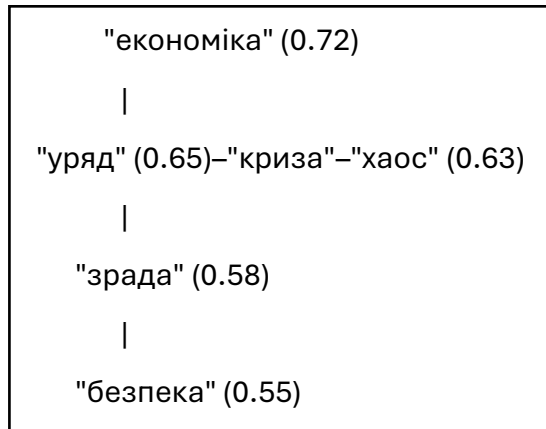 "економіка" (0.72)
|
"уряд" (0.65)–"криза"–"хаос" (0.63)
|
"зрада" (0.58)
|
"безпека" (0.55)